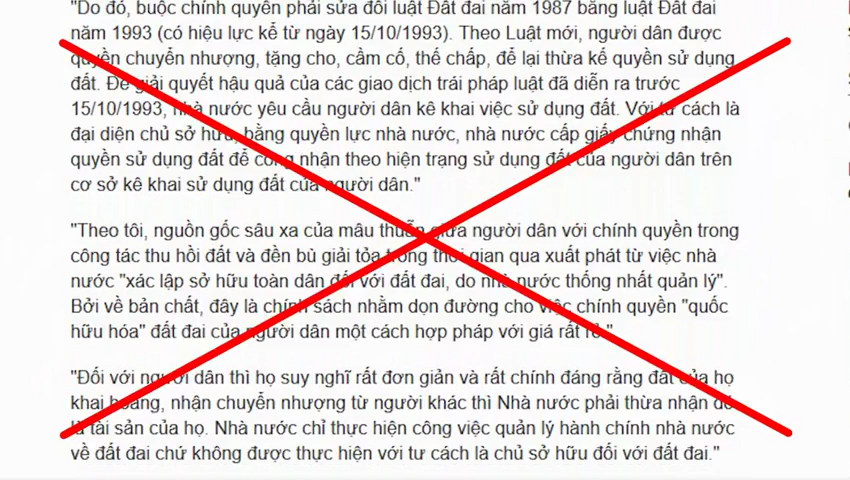 "Do đó, buộc chính quyền phải sửa đổi luật Đất đai năm 1987 bằng luật Đất đai
năm 1993 (có hiệu lực kể từ ngày 15/10/1993). Theo Luật mới, người dân được
quyền chuyển nhượng, tặng cho, cầm cố, thế chấp, để lại thừa kế quyền sử dụng
đất. Để giải quyết hậu quả của các giao dịch trái pháp luật đã diễn ra trước
15/10/1993, nhà nước yêu cầu người dân kê khai việc sử dụng đất. Với tư cách là
đại diện chủ sở hữu, bằng quyền lực nhà nước, nhà nước cấp giấy chứng nhận
quyền sử dụng đất để công nhận theo hiện trạng sử dụng đất của người dân trên
cơ sở kê khai sử dụng đất của người dân."
"Theo tôi, nguồn gốc sâu xa của mâu thuẫn giữa người dân với chính quyền trong
công tác thu hồi đất và đền bù giải tỏa trong thời gian qua xuất phát từ việc nhà
nước "xác lập sở hữu toàn dân đối với đất đai, do nhà nước thống nhất quản lý".
Bởi về bản chất, đây là chính sách nhằm dọn đường cho việc chính quyền "quốc
hữu hóa" đất đai của người dân một cách hợp pháp với giá rất rẻ."
"Đối với người dân thì họ suy nghĩ rất đơn giản và rất chính đáng rằng đất của họ
khai hoang, nhận chuyển nhượng từ người khác thì Nhà nước phải thừa nhận đó
là tài sản của họ. Nhà nước chỉ thực hiện công việc quản lý hành chính nhà nước
về đất đai chứ không được thực hiện với tư cách là chủ sở hữu đối với đất đai."